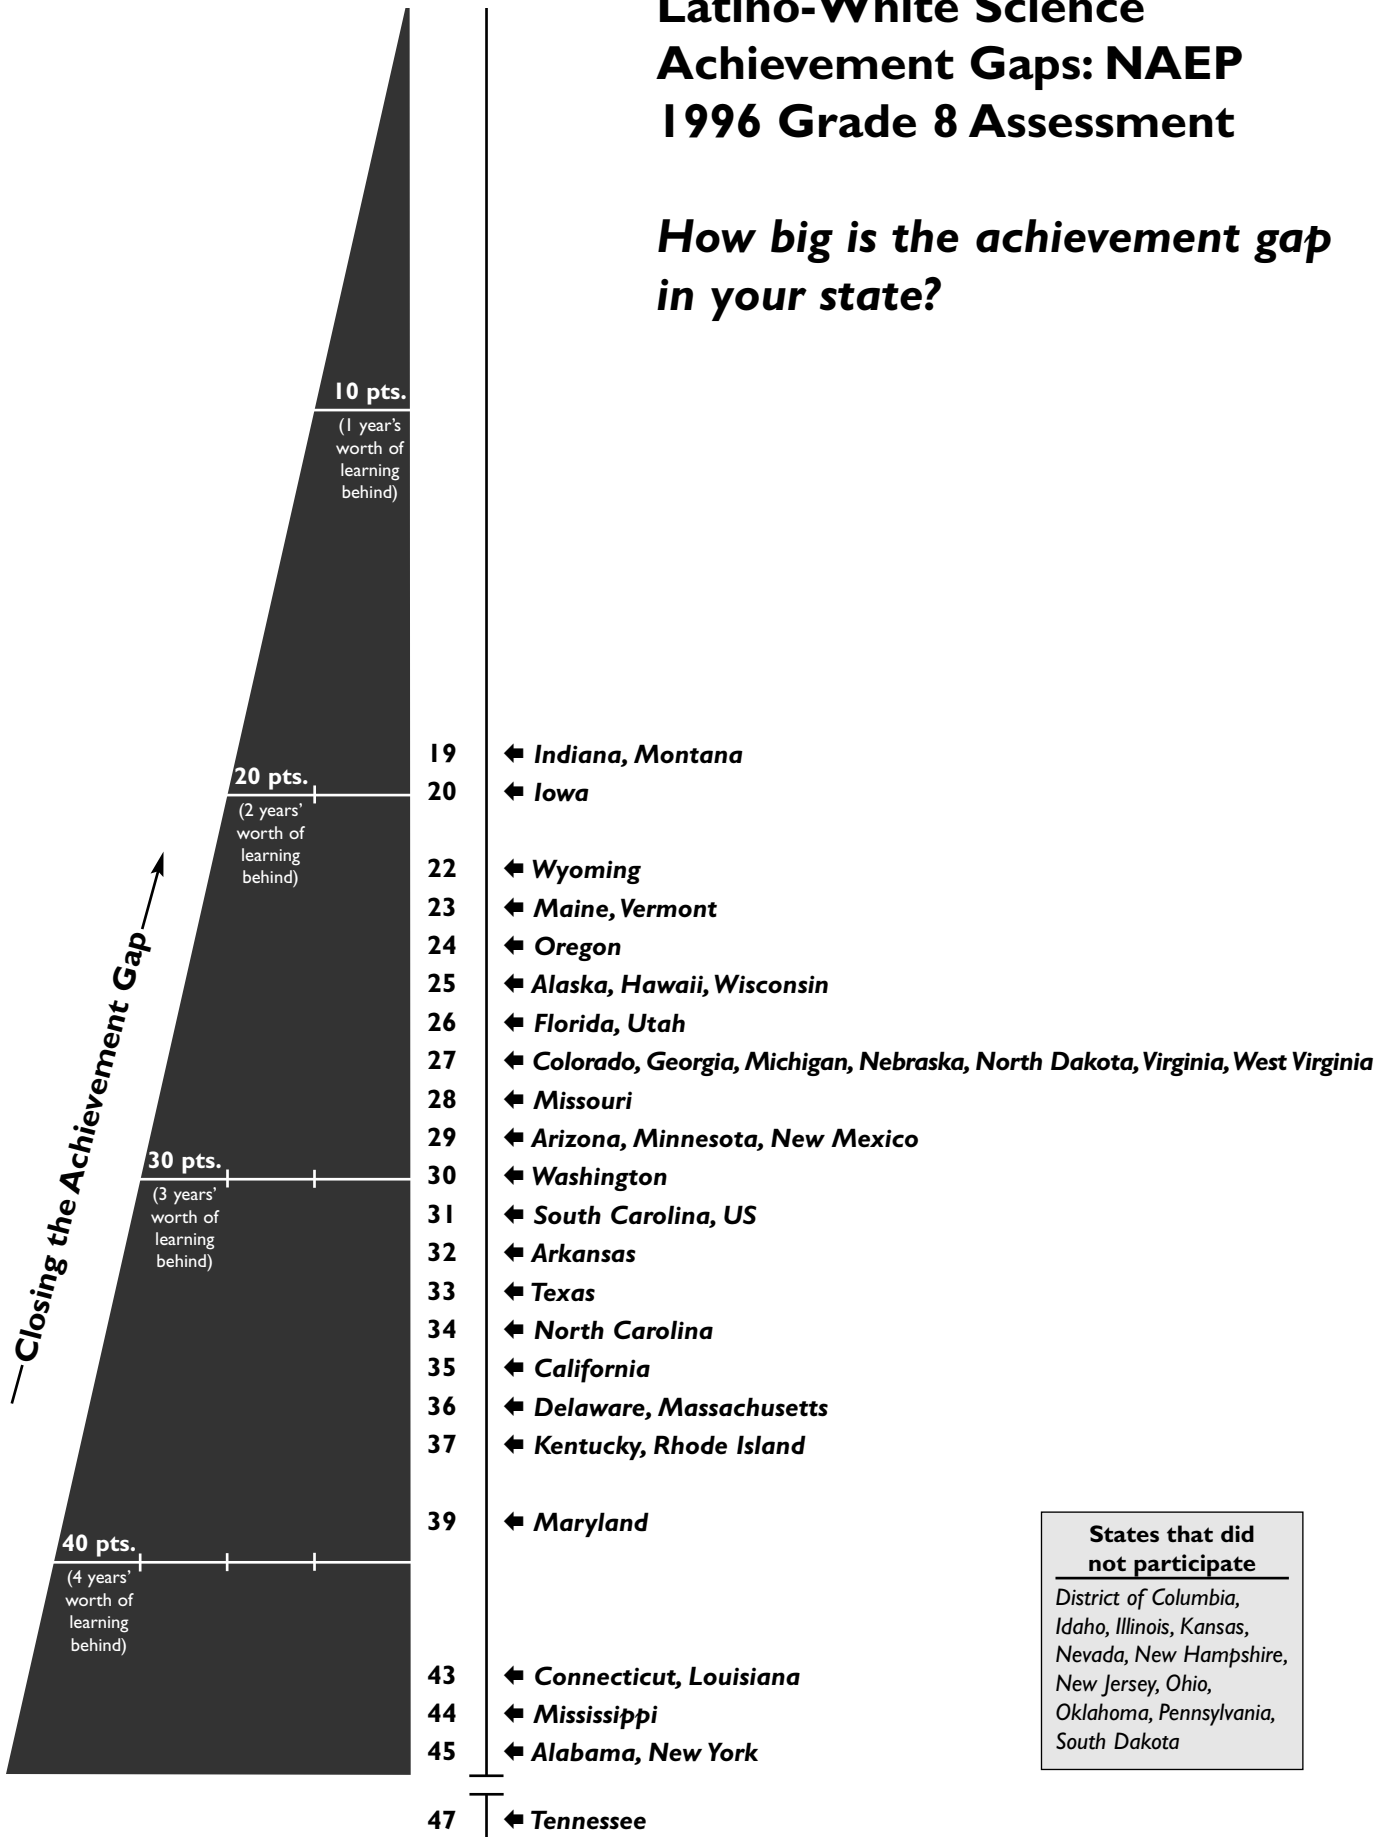 Latino-White Science
Achievement Gaps: NAEP
1996 Grade 8 Assessment
How big is the achievement gap
in your state?
10 pts.
(1 year's
worth of
learning
behind)
20 pts.
(2 years'
worth of
learning
behind)
30 pts.
(3 years'
worth of
learning
behind)
40 pts.
(4 years'
worth of
learning
behind)
Closing the Achievement Gap
19 Indiana, Montana
20 Iowa
22 Wyoming
23 Maine, Vermont
24 Oregon
25 Alaska, Hawaii, Wisconsin
26 Florida, Utah
27 Colorado, Georgia, Michigan, Nebraska, North Dakota, Virginia, West Virginia
28 Missouri
29 Arizona, Minnesota, New Mexico
30 Washington
31 South Carolina, US
32 Arkansas
33 Texas
34 North Carolina
35 California
36 Delaware, Massachusetts
37 Kentucky, Rhode Island
39 Maryland
43 Connecticut, Louisiana
44 Mississippi
45 Alabama, New York
47 Tennessee
States that did
not participate
District of Columbia,
Idaho, Illinois, Kansas,
Nevada, New Hampshire,
New Jersey, Ohio,
Oklahoma, Pennsylvania,
South Dakota